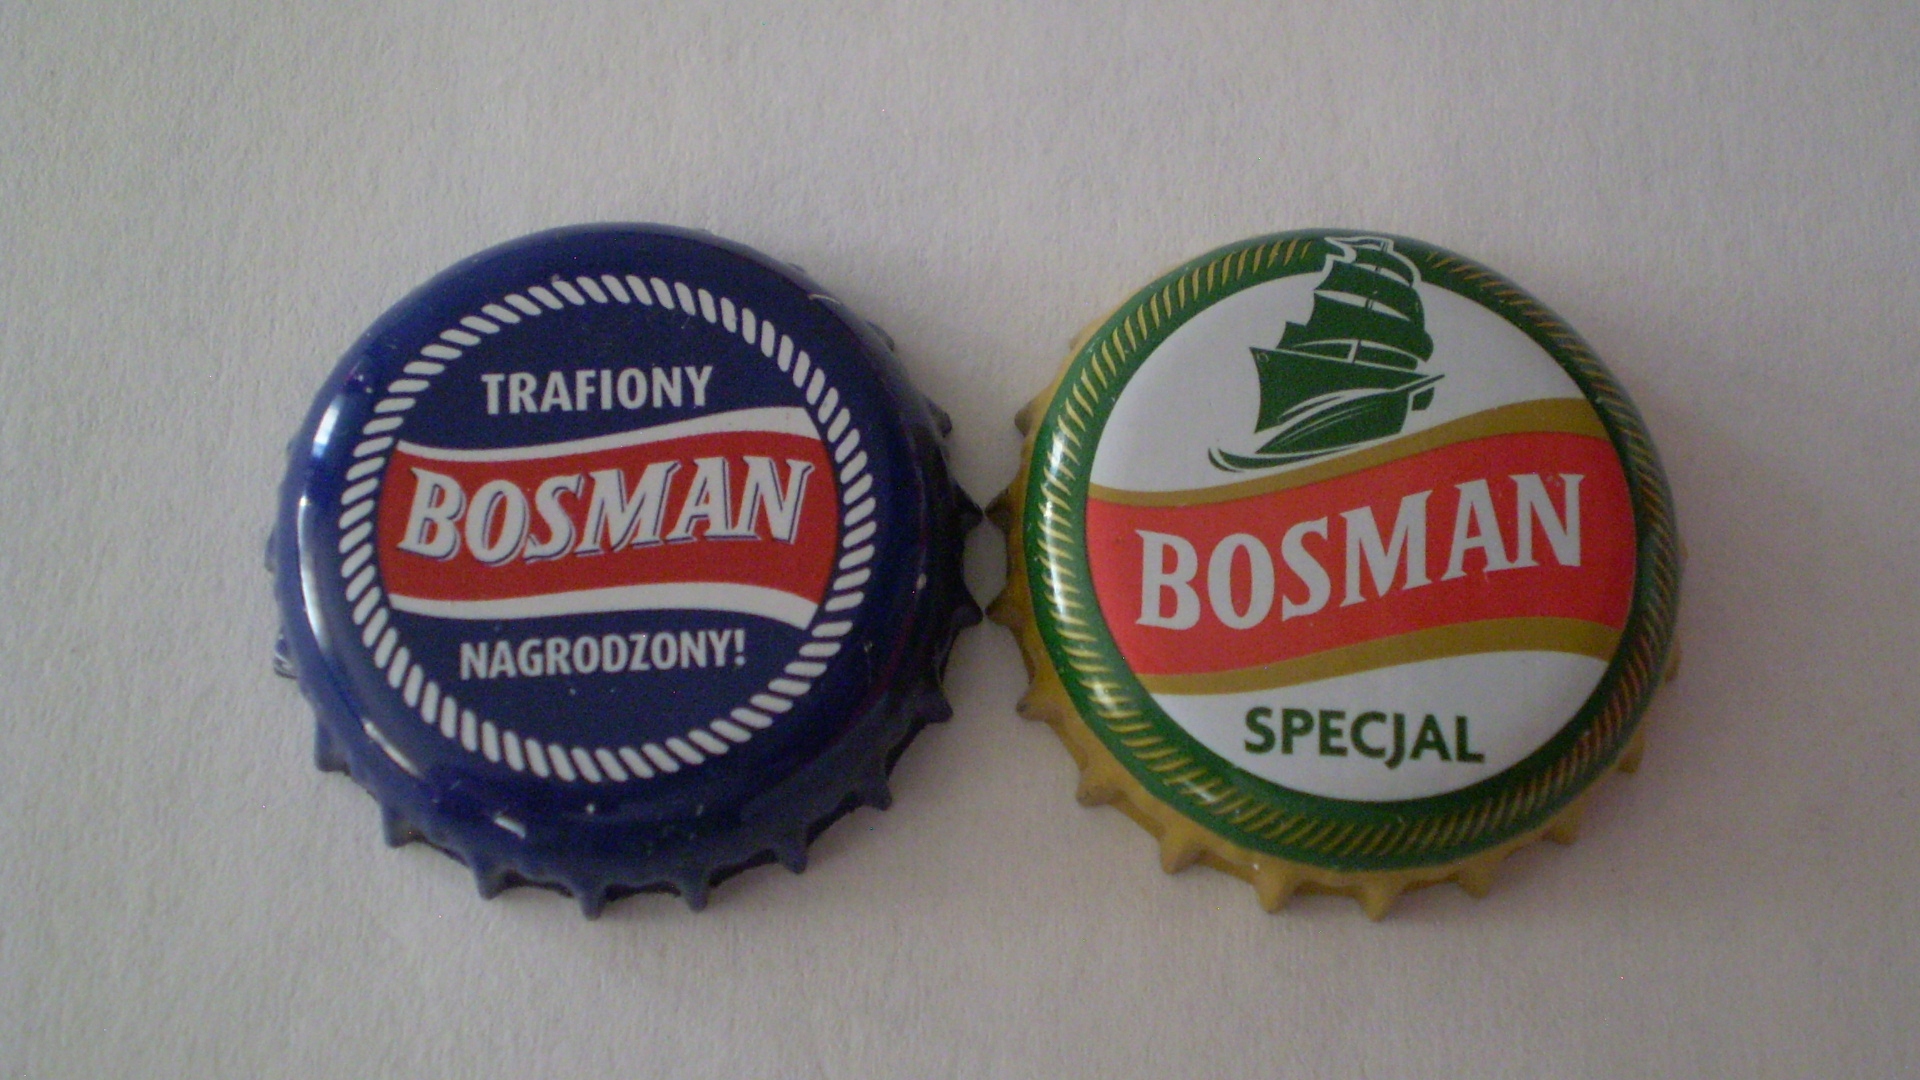 TRAFIONY
BOSMAN
NAGRODZONY!
BOSMAN
SPECJAL